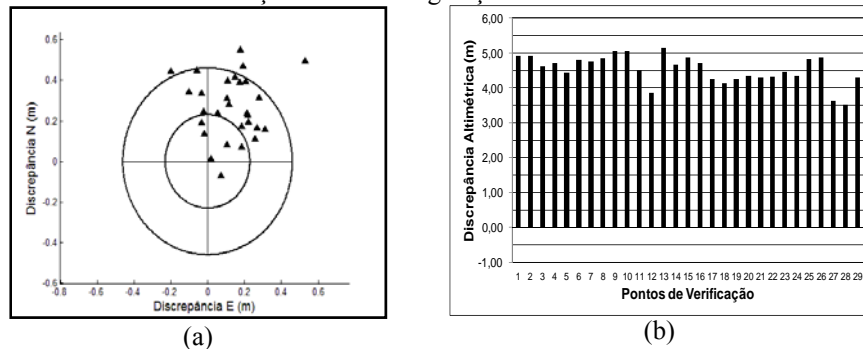 0.6
0.4
0.2
0
-0.2
-0.4
-0.6
-0.8 -0.6 -0.4 -0.2 0 0.2 0.4 0.6
Discrepância N (m)
Discrepância E (m)
(a)
6,00
5,00
4,00
3,00
2,00
1,00
0,00
-1,00
Discrepância Altimétrica (m)
1 2 3 4 5 6 7 8 9 10 11 12 13 14 15 16 17 18 19 20 21 22 23 24 25 26 27 28 29
Pontos de Verificação
(b)